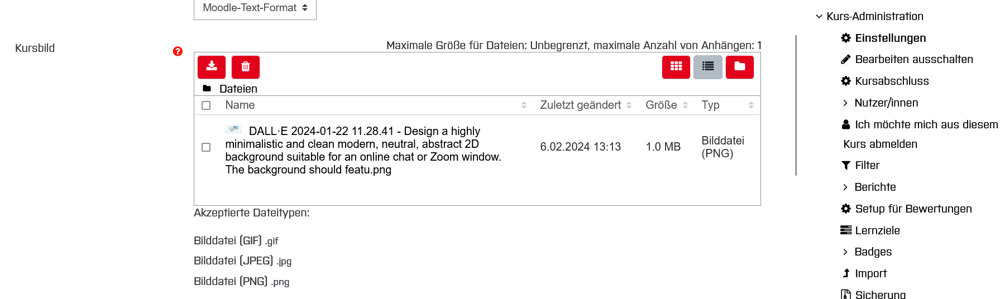 Moodle-Text-Format
Kursbild
Maximale Größe für Dateien: Unbegrenzt, maximale Anzahl von Anhängen: 1
Dateien
Name
Zuletzt geändert
Größe
Typ
DALL·E 2024-01-22 11.28.41 - Design a highly
minimalistic and clean modern, neutral, abstract 2D
background suitable for an online chat or Zoom window.
The background should featu.png
6.02.2024 13:13
1.0 MB
Bilddatei
(PNG)
Akzeptierte Dateitypen:
Bilddatei (GIF) .gif
Bilddatei (JPEG) .jpg
Bilddatei (PNG) .png
Kurs-Administration
Einstellungen
Bearbeiten ausschalten
Kursabschluss
Nutzer/innen
Ich möchte mich aus diesem
Kurs abmelden
Filter
Berichte
Setup für Bewertungen
Lernziele
Badges
Import
Sicherung